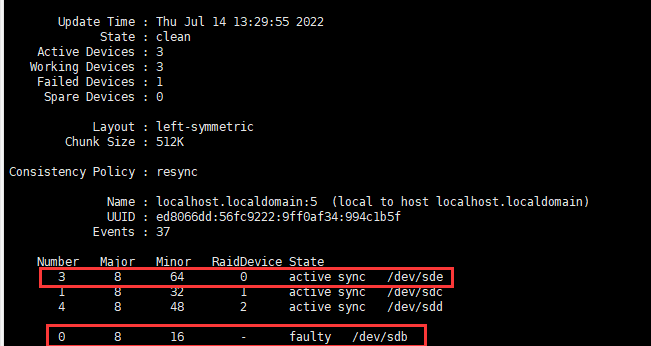 Update Time : Thu Jul 14 13:29:55 2022
State : clean
Active Devices : 3
Working Devices : 3
Failed Devices : 1
Spare Devices : 0
Layout : left-symmetric
Chunk Size : 512K
Consistency Policy : resync
Name : localhost.localdomain:5 (local to host localhost.localdomain)
UUID : ed8066dd:56fc9222:9ff0af34:994c1b5f
Events : 37
Number Major Minor RaidDevice State
3 8 64 0 active sync /dev/sde
1 8 32 1 active sync /dev/sdc
4 8 48 2 active sync /dev/sdd
0 8 16 - faulty /dev/sdb